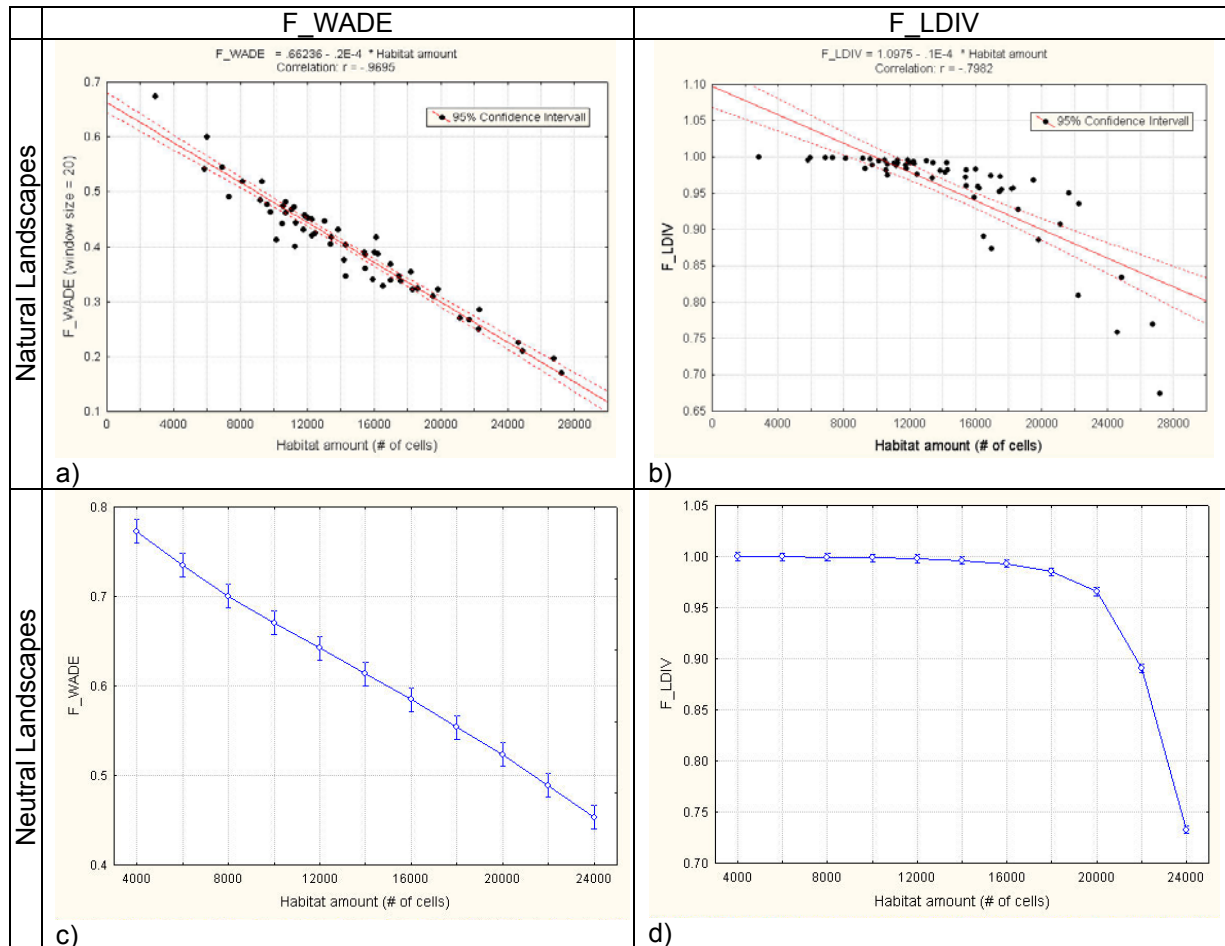 F_WADE
F_LDIV
Natural Landscapes
F_WADE = .66236 - .2E-4 * Habitat amount
Correlation: r = -.9695
0.7
0.6
0.5
0.4
0.3
0.2
0.1
F_WADE (window size = 20)
95% Confidence Intervall
0
4000
8000
12000
16000
20000
24000
28000
Habitat amount (# of cells)
a)
F_LDIV = 1.0975 - .1E-4 * Habitat amount
Correlation: r = -.7982
1.10
1.05
1.00
0.95
0.90
0.85
0.80
0.75
0.70
0.65
F_LDIV
95% Confidence Intervall
0
4000
8000
12000
16000
20000
24000
28000
Habitat amount (# of cells)
b)
Neutral Landscapes
0.8
0.7
0.6
0.5
0.4
F_WADE
4000
8000
12000
16000
20000
24000
Habitat amount (# of cells)
c)
1.05
1.00
0.95
0.90
0.85
0.80
0.75
0.70
F_LDIV
4000
8000
12000
16000
20000
24000
Habitat amount (# of cells)
d)